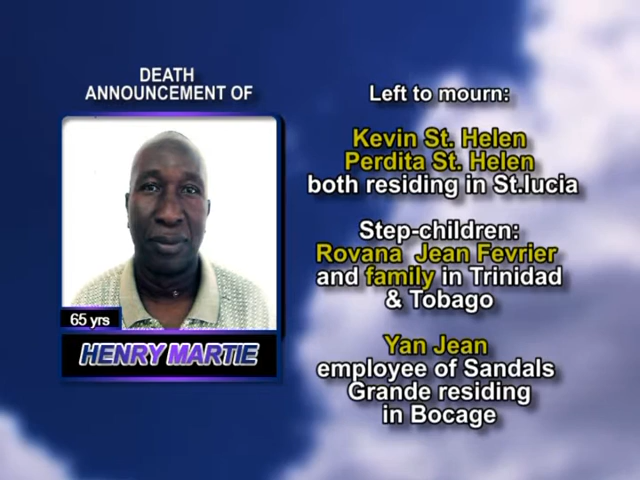 DEATH
ANNOUNCEMENT OF
65 yrs
HENRY MARTIE
Left to mourn:
Kevin St. Helen
Perdita St. Helen
both residing in St.lucia
Step-children:
Rovana Jean Fevrier
and family in Trinidad
& Tobago
Yan Jean
employee of Sandals
Grande residing
in Bocage